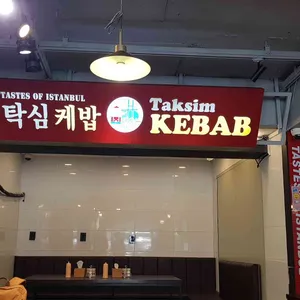 TASTES OF ISTANBUL
탁심 케밥
Taksim
KEBAB